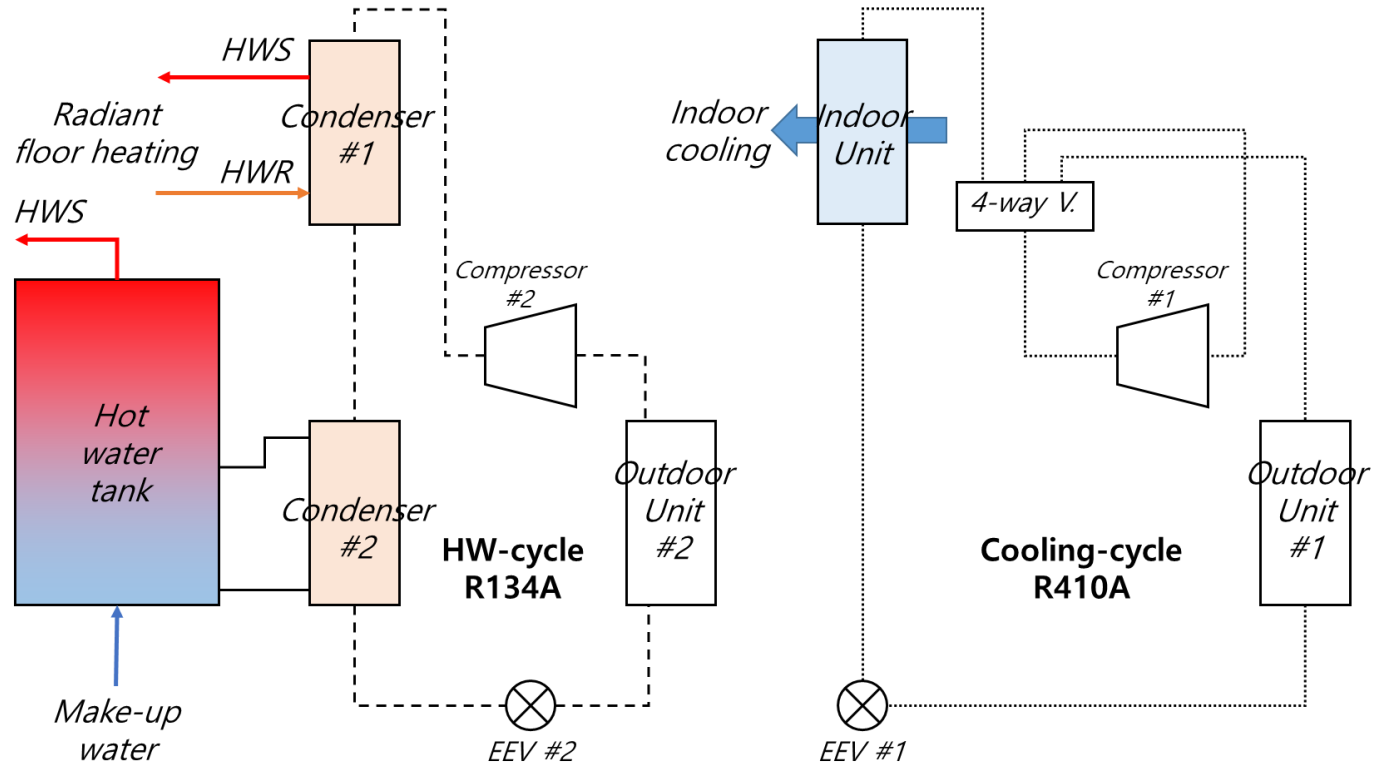 HWS
Radiant
floor heating
HWR
HWS
Condenser
#1
Compressor
#2
Hot
water
tank
Condenser
#2
Outdoor
Unit
#2
HW-cycle
R134A
Make-up
water
EEV #2
Indoor
cooling
Indoor
Unit
4-way V.
Compressor
#1
Outdoor
Unit
#1
Cooling-cycle
R410A
EEV #1